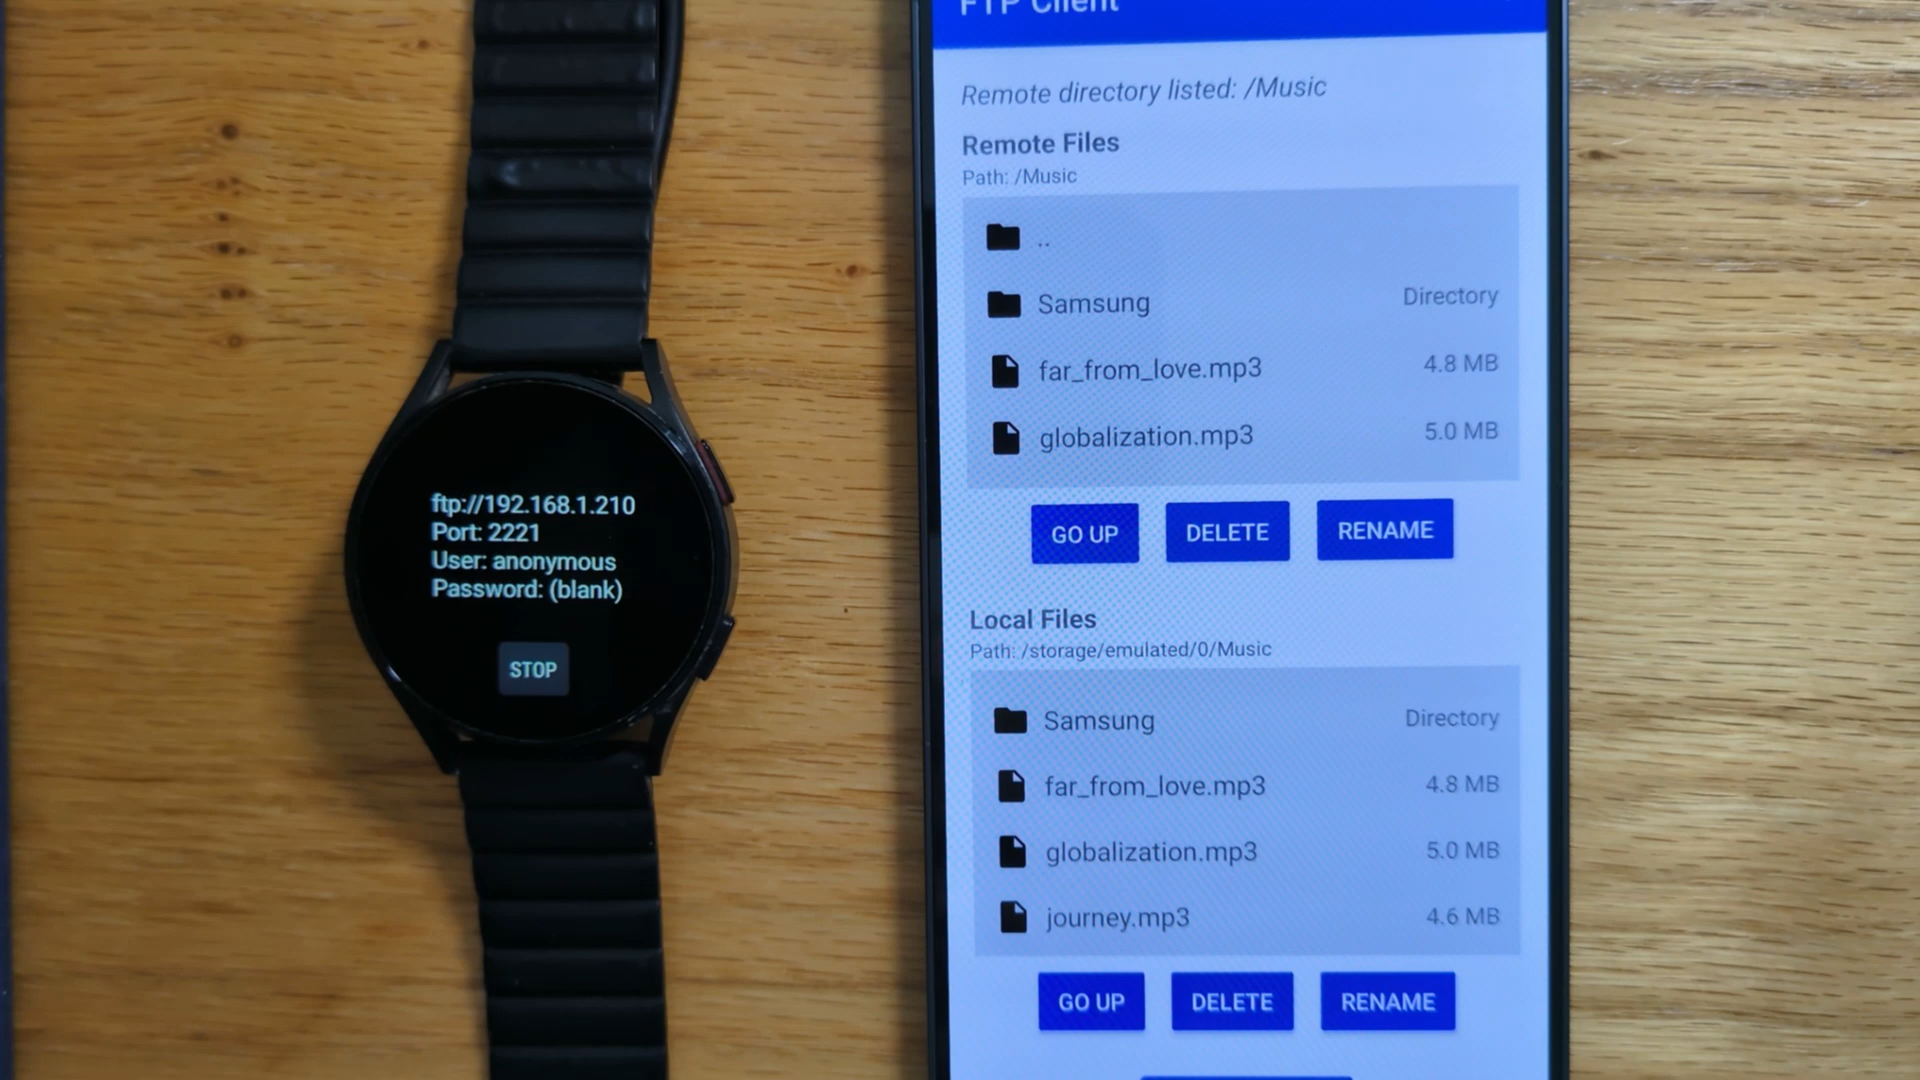 ftp://192.168.1.210
Port: 2221
User: anonymous
Password: (blank)
STOP
FTP Client
Remote directory listed: /Music
Remote Files
Path: /Music
..
Samsung Directory
far_from_love.mp3 4.8 MB
globalization.mp3 5.0 MB
GO UP DELETE RENAME
Local Files
Path: /storage/emulated/0/Music
Samsung Directory
far_from_love.mp3 4.8 MB
globalization.mp3 5.0 MB
journey.mp3 4.6 MB
GO UP DELETE RENAME